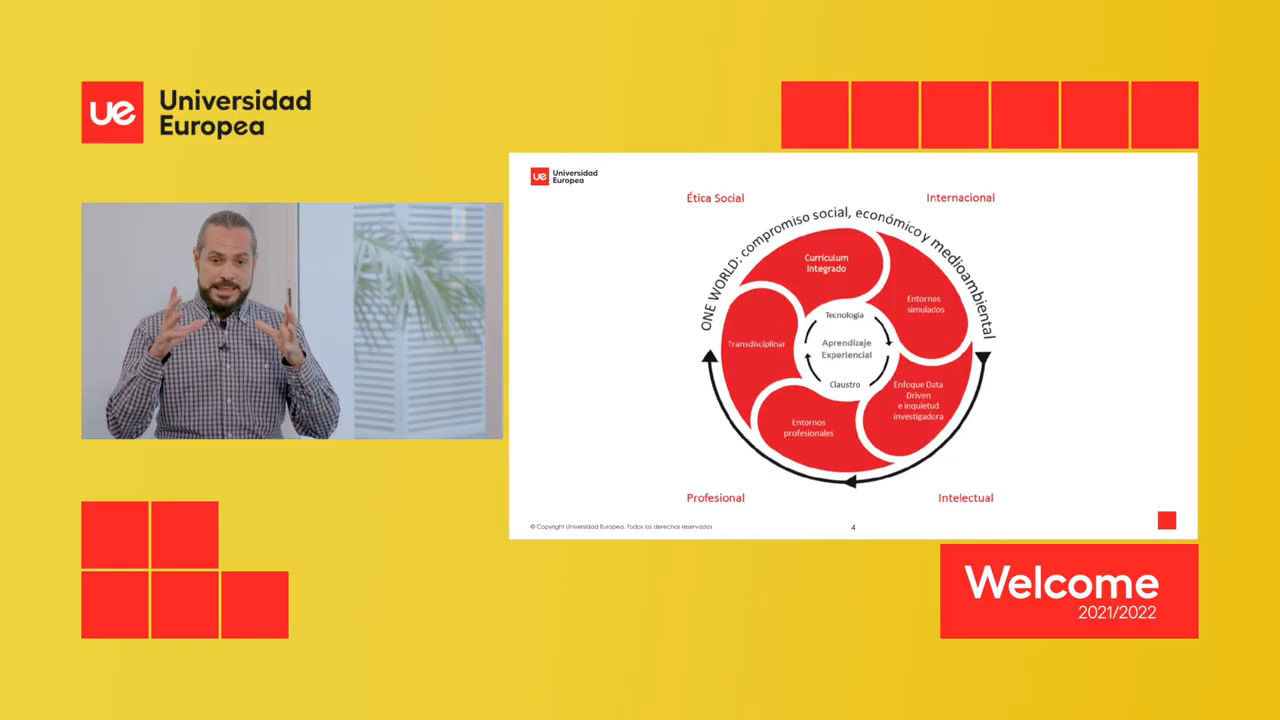 ue
Universidad
Europea
ue
Universidad
Europea
Ética Social
Internacional
ONE WORLD: compromiso social, económico y medioambiental
Currículum
Integrado
Entornos
simulados
Tecnología
Transdisciplinar
Aprendizaje
Experiencial
Claustro
Enfoque Data
Driven
e inquietud
investigadora
Entornos
profesionales
Profesional
Intelectual
© Copyright Universidad Europea. Todos los derechos reservados
4
Welcome
2021/2022